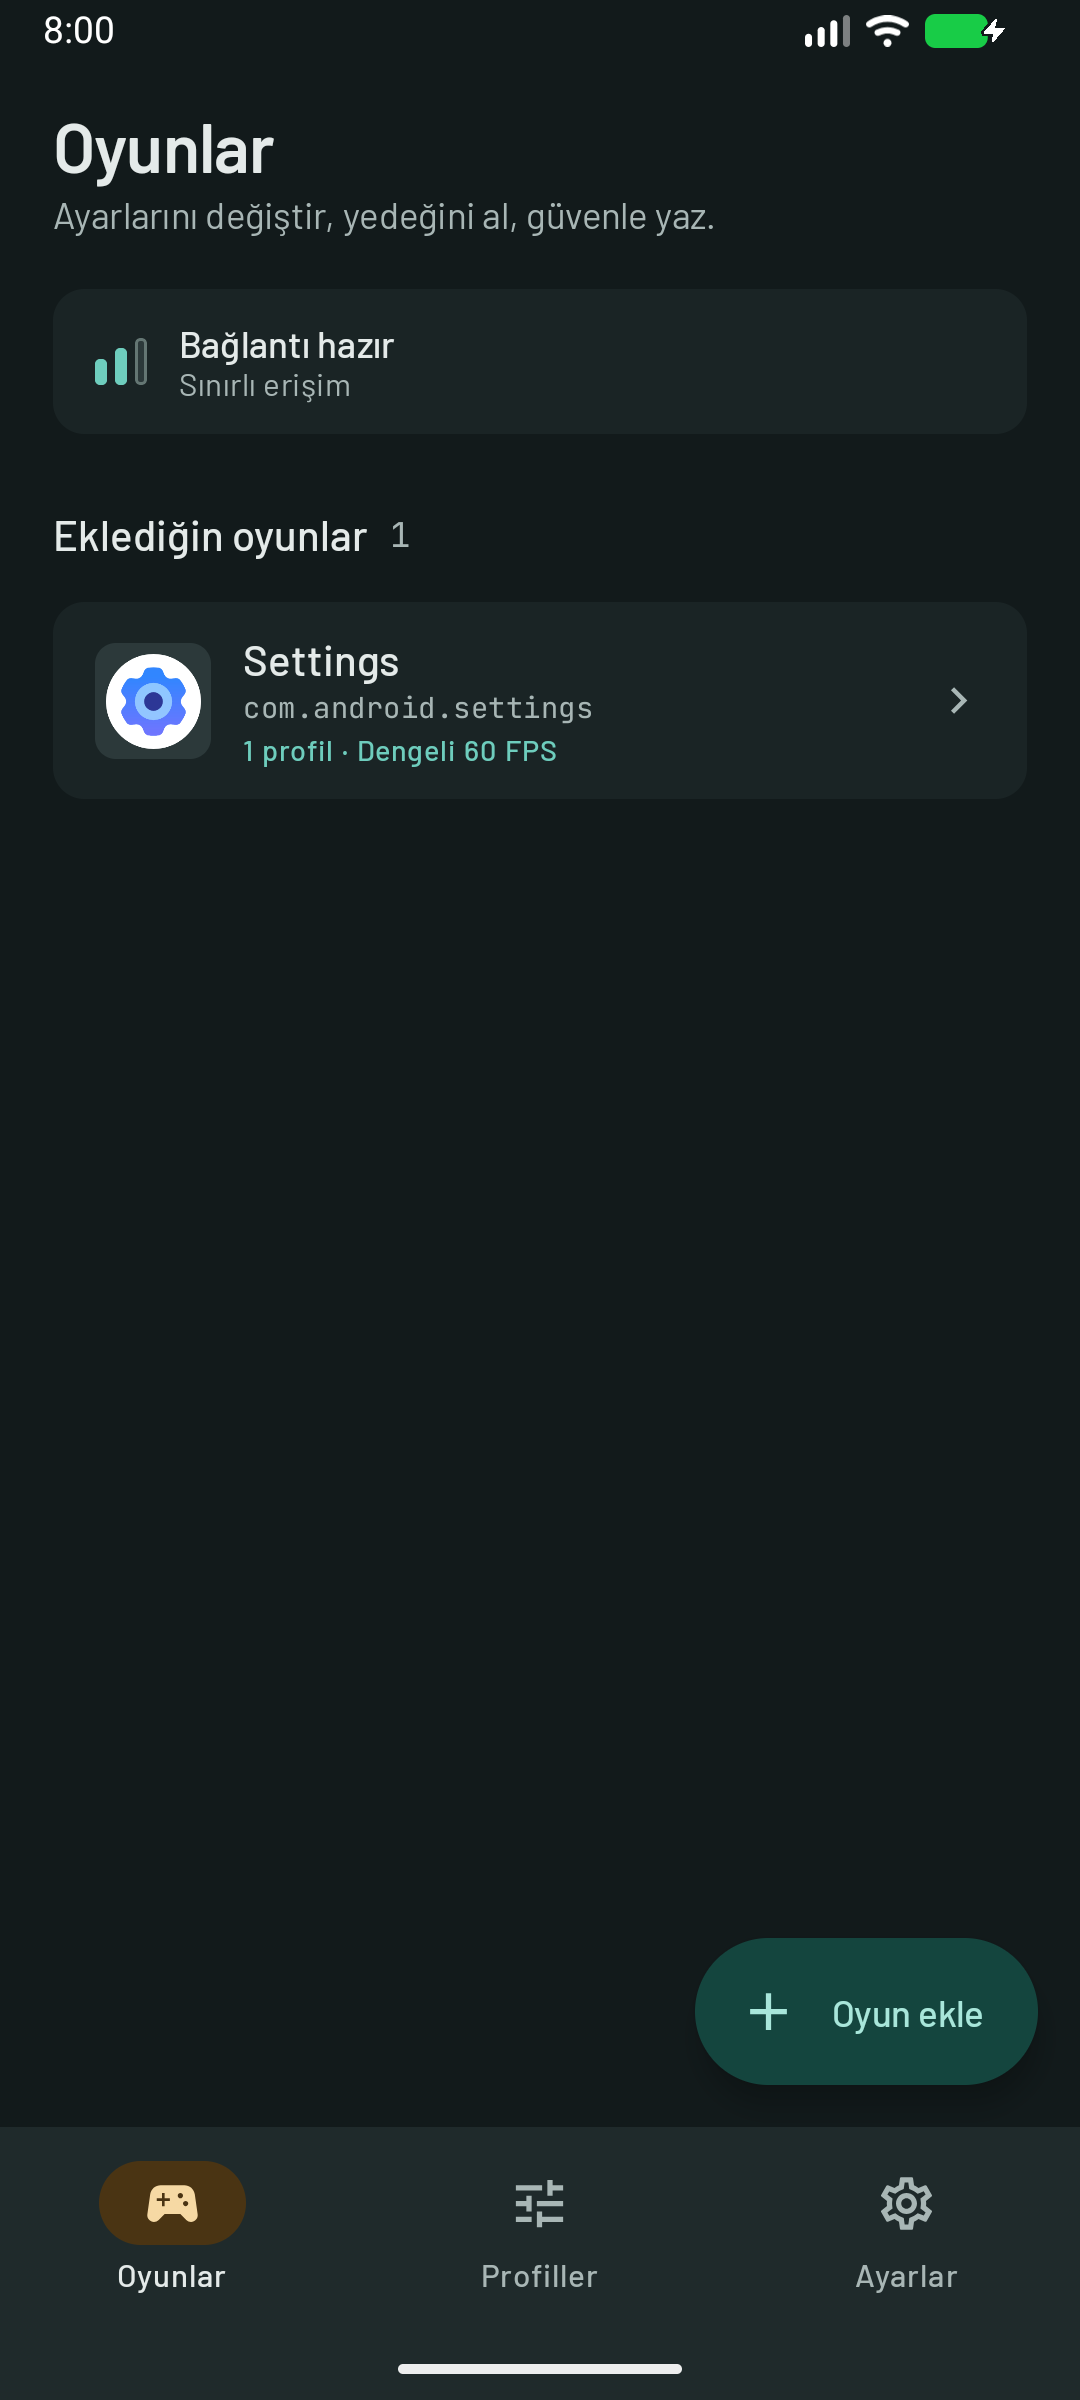 8:00
Oyunlar
Ayarlarını değiştir, yedeğini al, güvenle yaz.
Bağlantı hazır
Sınırlı erişim
Eklediğin oyunlar 1
Settings
com.android.settings
1 profil · Dengeli 60 FPS
Oyun ekle
Oyunlar
Profiller
Ayarlar